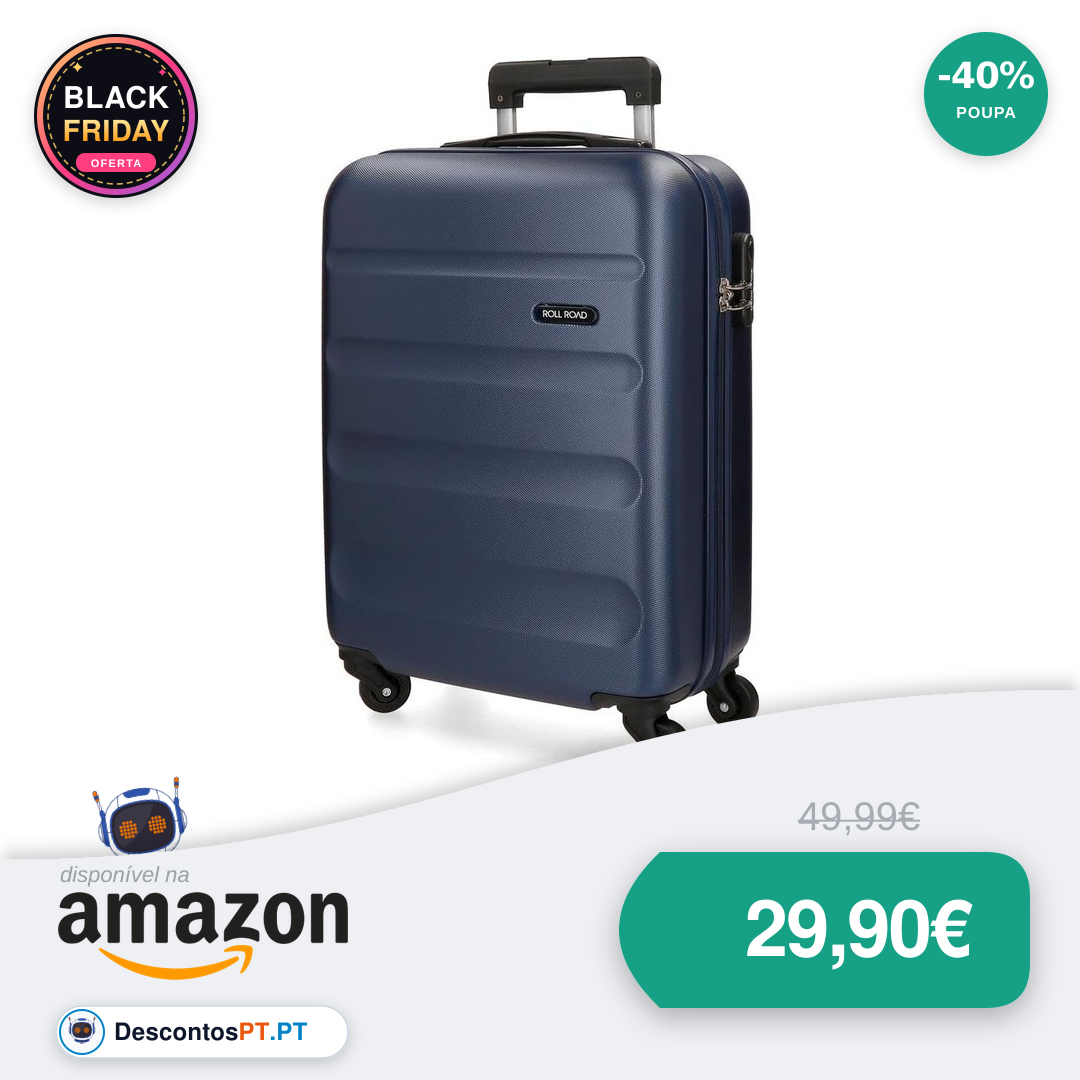 BLACK
FRIDAY
OFERTA
-40%
POUPA
ROLL ROAD
49,99€
29,90€
disponível na
amazon
DescontosPT.PT